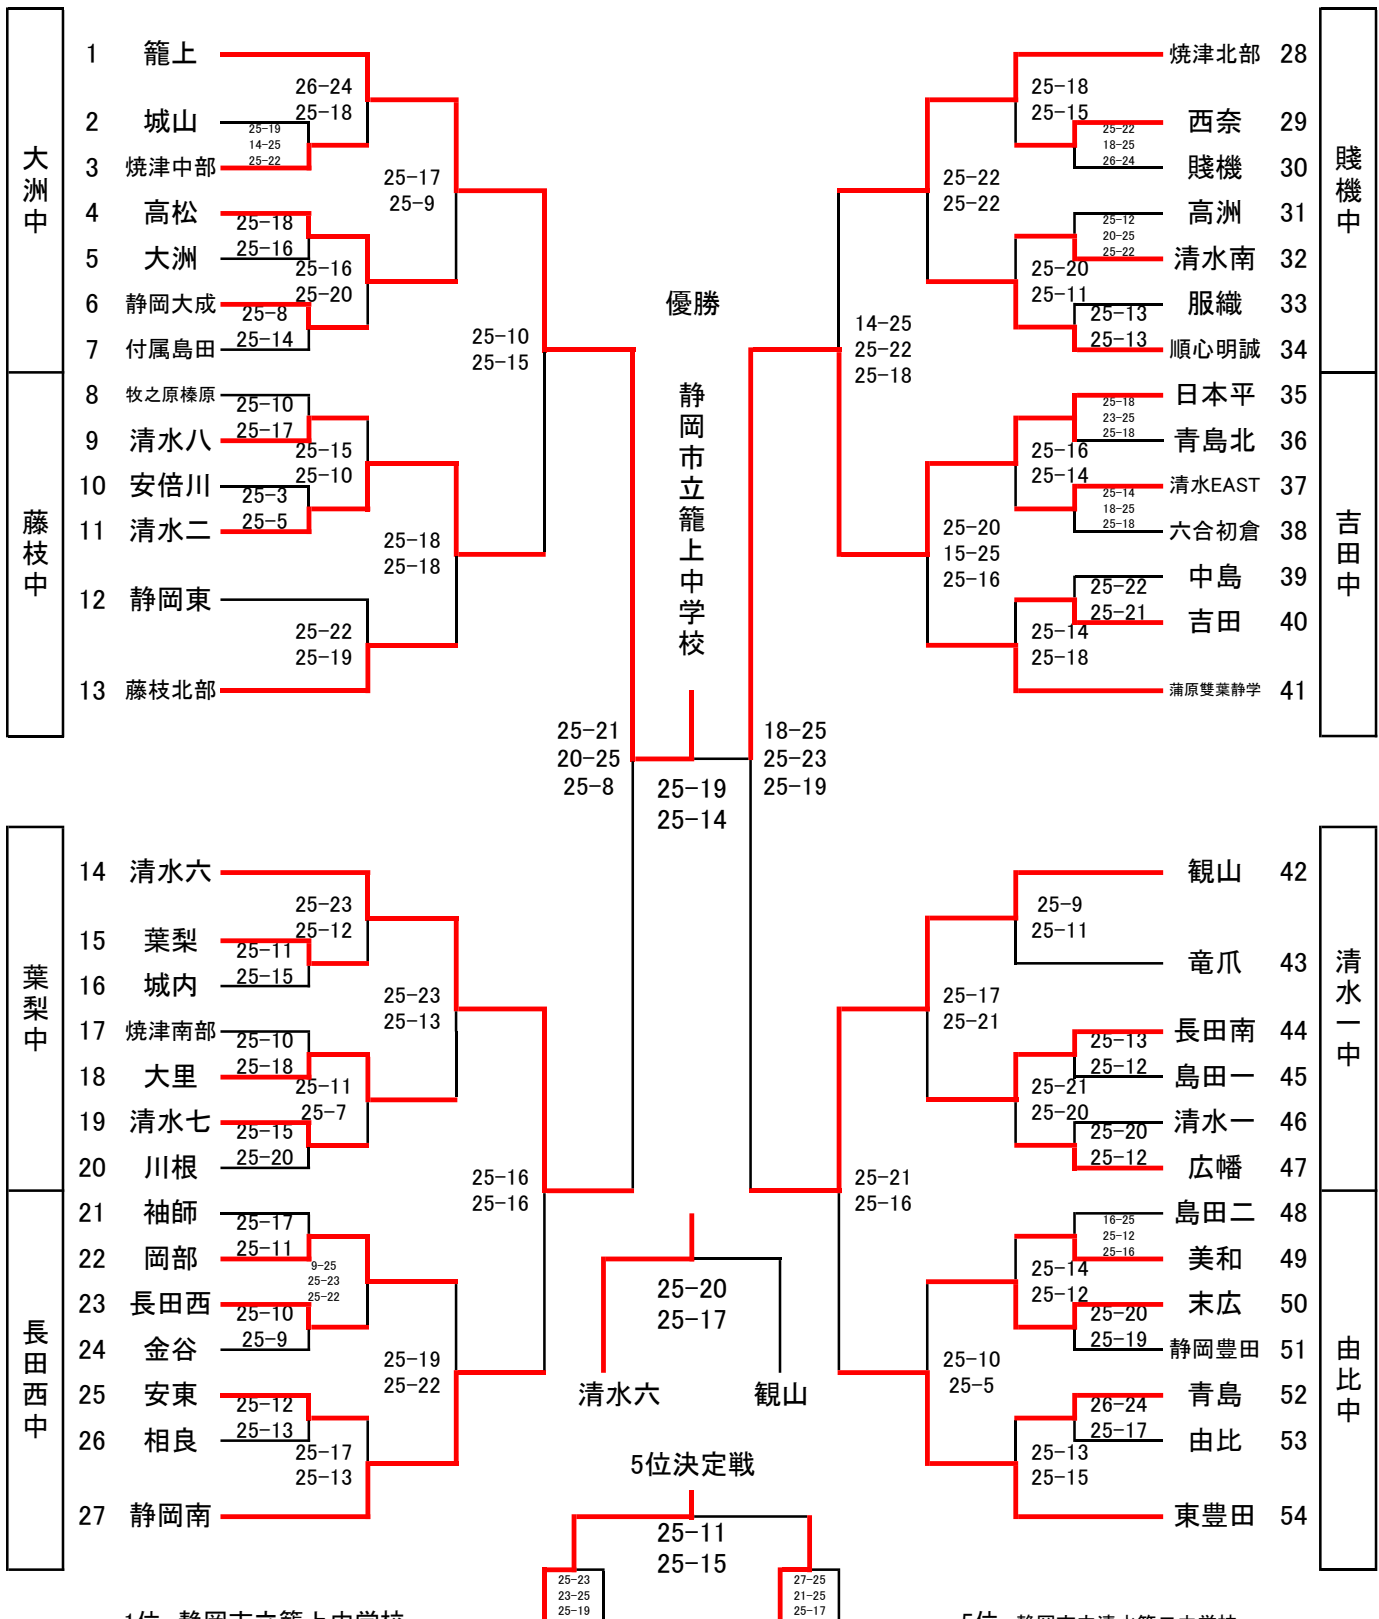 大洲中
藤枝中
1 籠上
2 城山
3 焼津中部
4 高松
5 大洲
6 静岡大成
7 付属島田
8 牧之原榛原
9 清水八
10 安倍川
11 清水二
12 静岡東
13 藤枝北部
26-24
25-18
25-19
14-25
25-22
25-18
25-16
25-16
25-20
25-8
25-14
25-17
25-9
25-10
25-17
25-15
25-10
25-3
25-5
25-22
25-19
25-18
25-18
25-10
25-15
優勝
静岡市立籠上中学校
25-21
20-25
25-8
25-19
25-14
18-25
25-23
25-19
賤機中
吉田中
焼津北部 28
西奈 29
賤機 30
高洲 31
清水南 32
服織 33
順心明誠 34
日本平 35
青島北 36
清水EAST 37
六合初倉 38
中島 39
吉田 40
蒲原雙葉静学 41
25-18
25-15
25-22
18-25
26-24
25-22
25-22
25-12
20-25
25-22
25-20
25-11
25-13
25-13
14-25
25-22
25-18
25-18
23-25
25-18
25-16
25-14
25-14
18-25
25-18
25-20
15-25
25-16
25-22
25-21
25-14
25-18
葉梨中
長田西中
14 清水六
15 葉梨
16 城内
17 焼津南部
18 大里
19 清水七
20 川根
21 袖師
22 岡部
23 長田西
24 金谷
25 安東
26 相良
27 静岡南
25-23
25-12
25-11
25-15
25-23
25-13
25-10
25-18
25-11
25-7
25-15
25-20
25-16
25-16
25-17
25-11
9-25
25-23
25-22
25-10
25-9
25-19
25-22
25-12
25-13
25-17
25-13
清水一中
由比中
観山 42
竜爪 43
長田南 44
島田一 45
清水一 46
広幡 47
島田二 48
美和 49
末広 50
静岡豊田 51
青島 52
由比 53
東豊田 54
25-9
25-11
25-17
25-21
25-13
25-12
25-21
25-20
25-20
25-12
25-21
25-16
16-25
25-12
25-16
25-14
25-12
25-20
25-19
25-10
25-5
26-24
25-17
25-13
25-15
25-20
25-17
清水六 観山
5位決定戦
25-11
25-15
25-23
23-25
25-19
27-25
21-25
25-17
1位 静岡市立籠上中学校